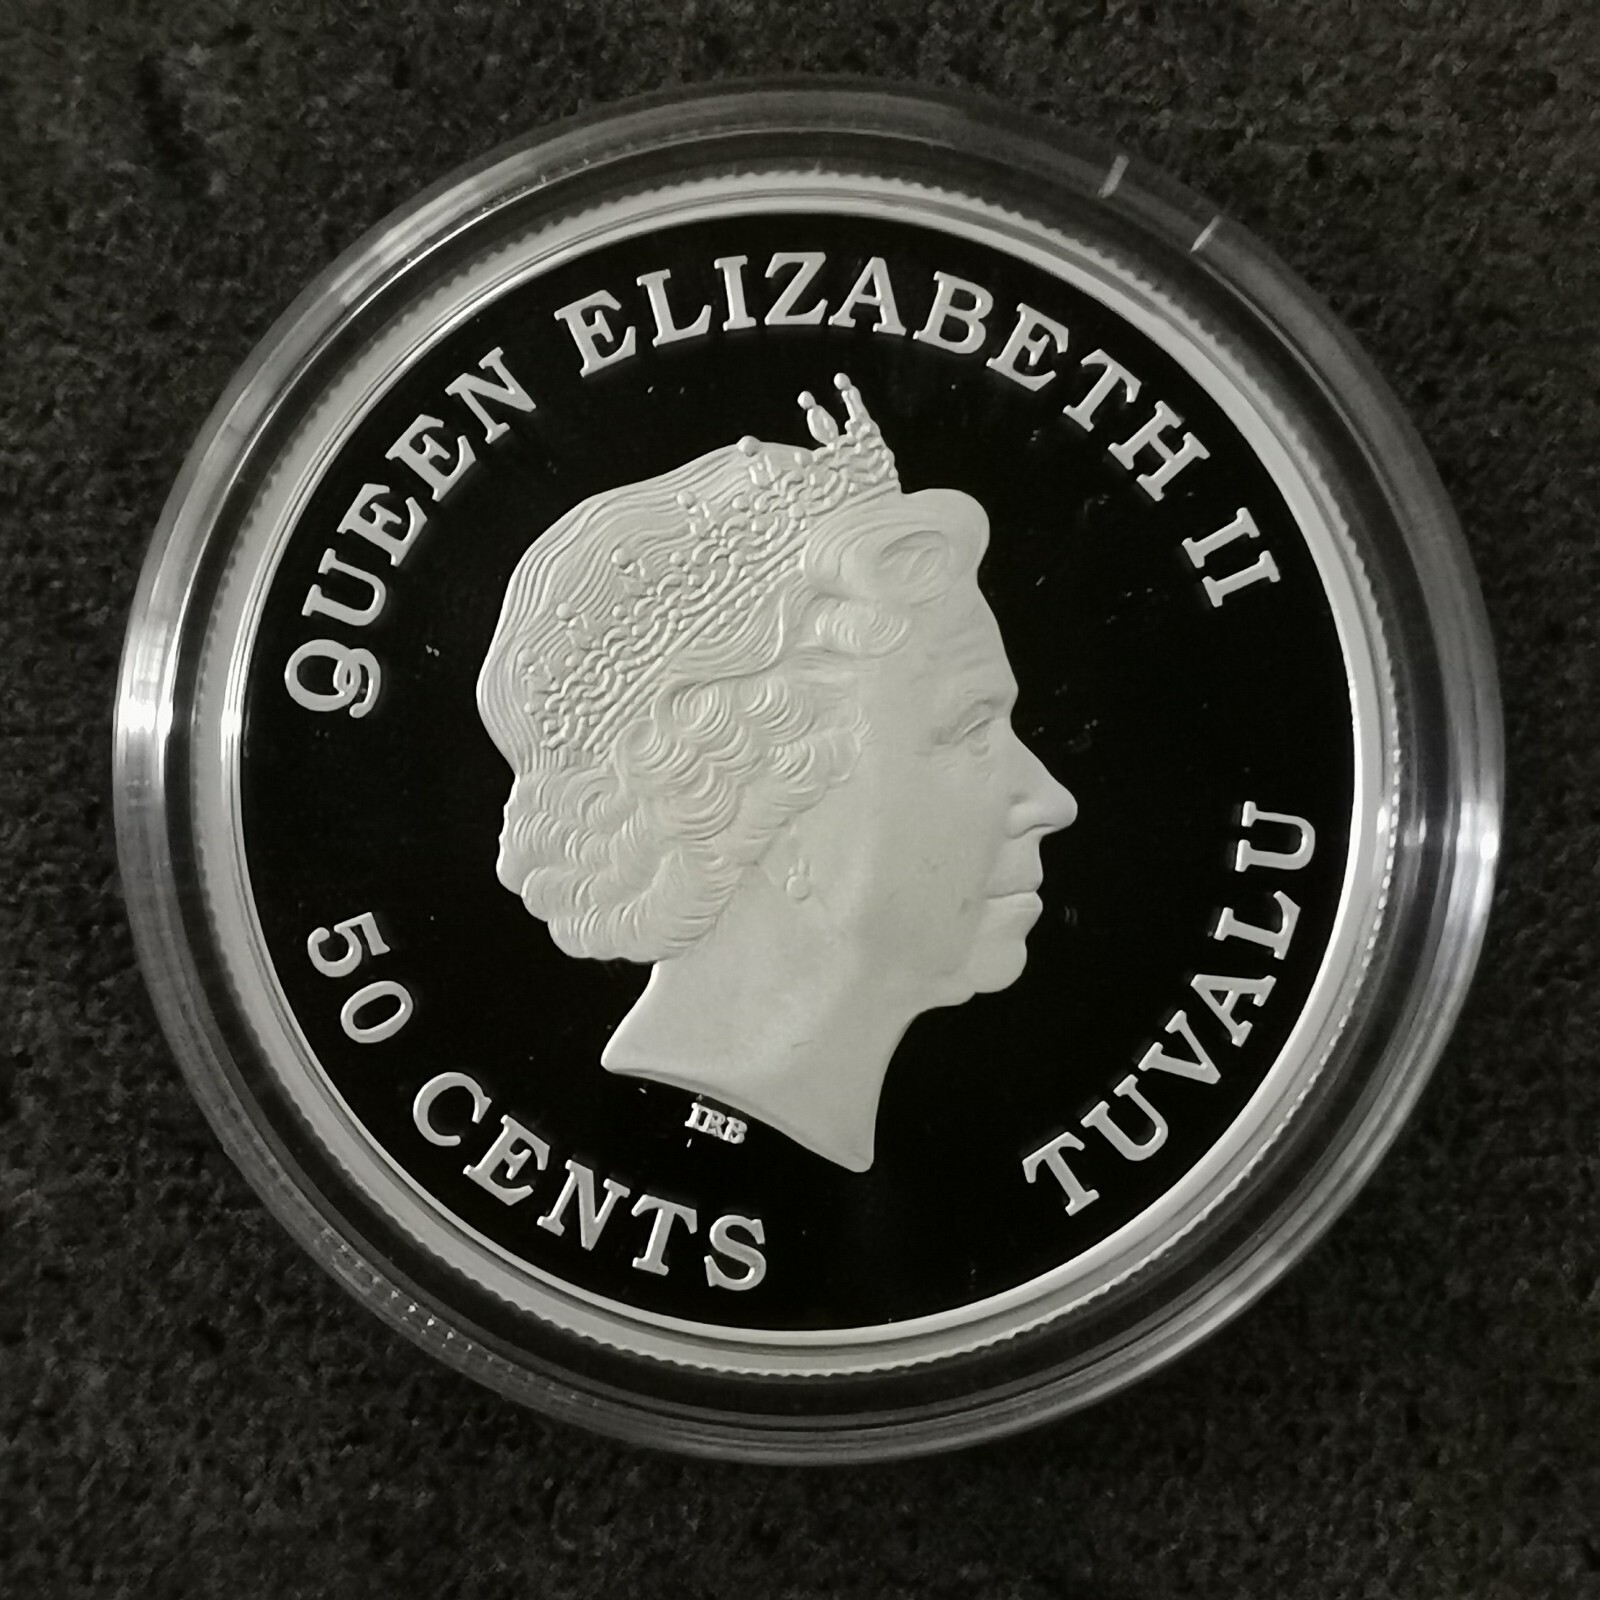 QUEEN ELIZABETH II
TUVALU
50 CENTS
IRB